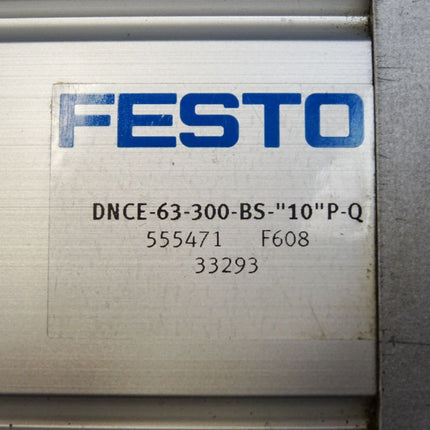 FESTO
DNCE-63-300-BS-"10"P-Q
555471 F608
33293